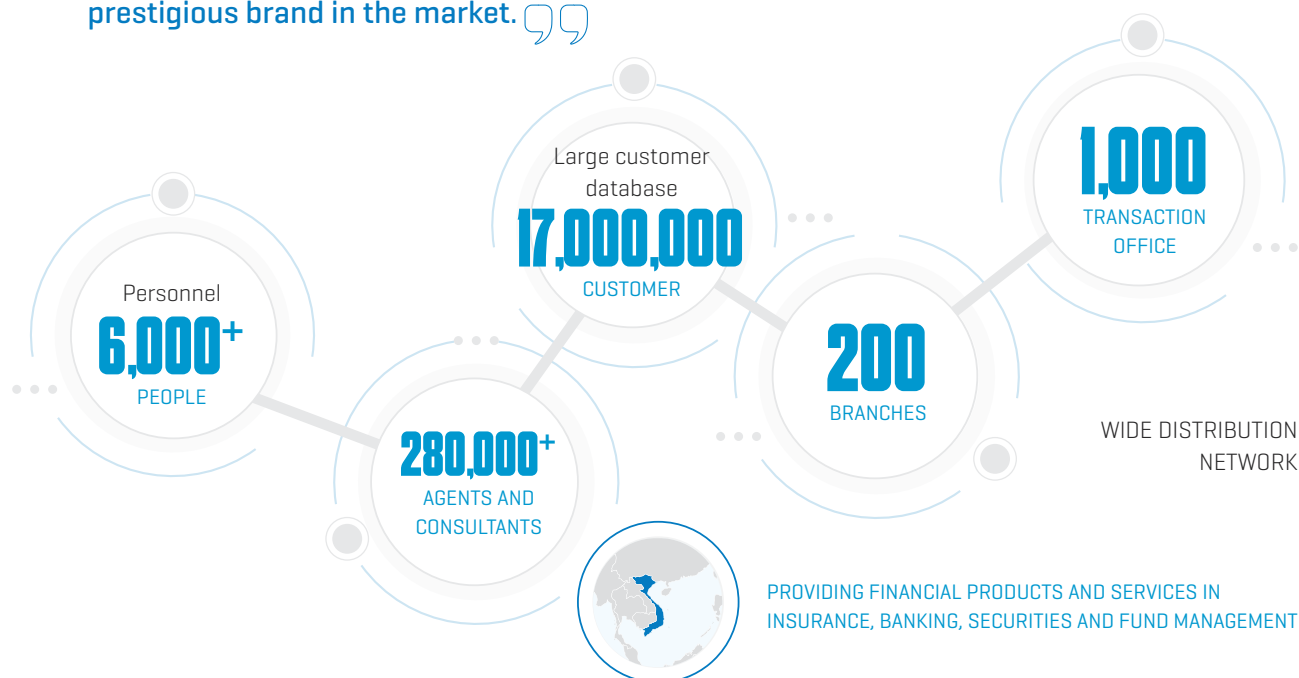 prestigious brand in the market.
Personnel
6,000+
PEOPLE
280,000+
AGENTS AND
CONSULTANTS
Large customer
database
17,000,000
CUSTOMER
200
BRANCHES
1,000
TRANSACTION
OFFICE
WIDE DISTRIBUTION
NETWORK
PROVIDING FINANCIAL PRODUCTS AND SERVICES IN
INSURANCE, BANKING, SECURITIES AND FUND MANAGEMENT